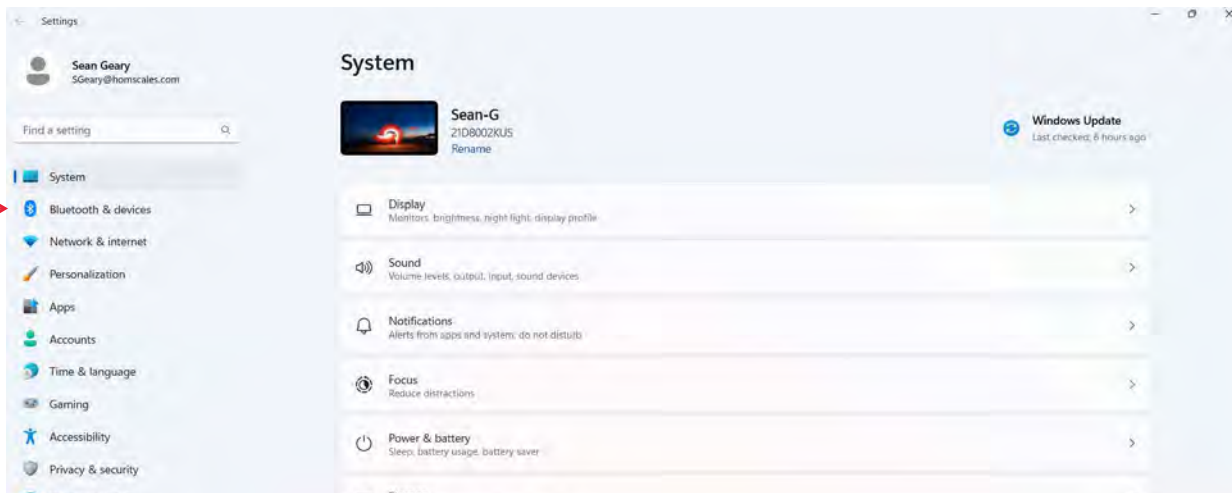 Settings
Sean Geary
SGeary@homscales.com
Find a setting
System
Bluetooth & devices
Network & internet
Personalization
Apps
Accounts
Time & language
Gaming
Accessibility
Privacy & security
System
Sean-G
21D8002KUS
Rename
Windows Update
Last checked: 6 hours ago
Display
Monitors, brightness, night light, display profile
Sound
Volume levels, output, input, sound devices
Notifications
Alerts from apps and system, do not disturb
Focus
Reduce distractions
Power & battery
Sleep, battery usage, battery saver